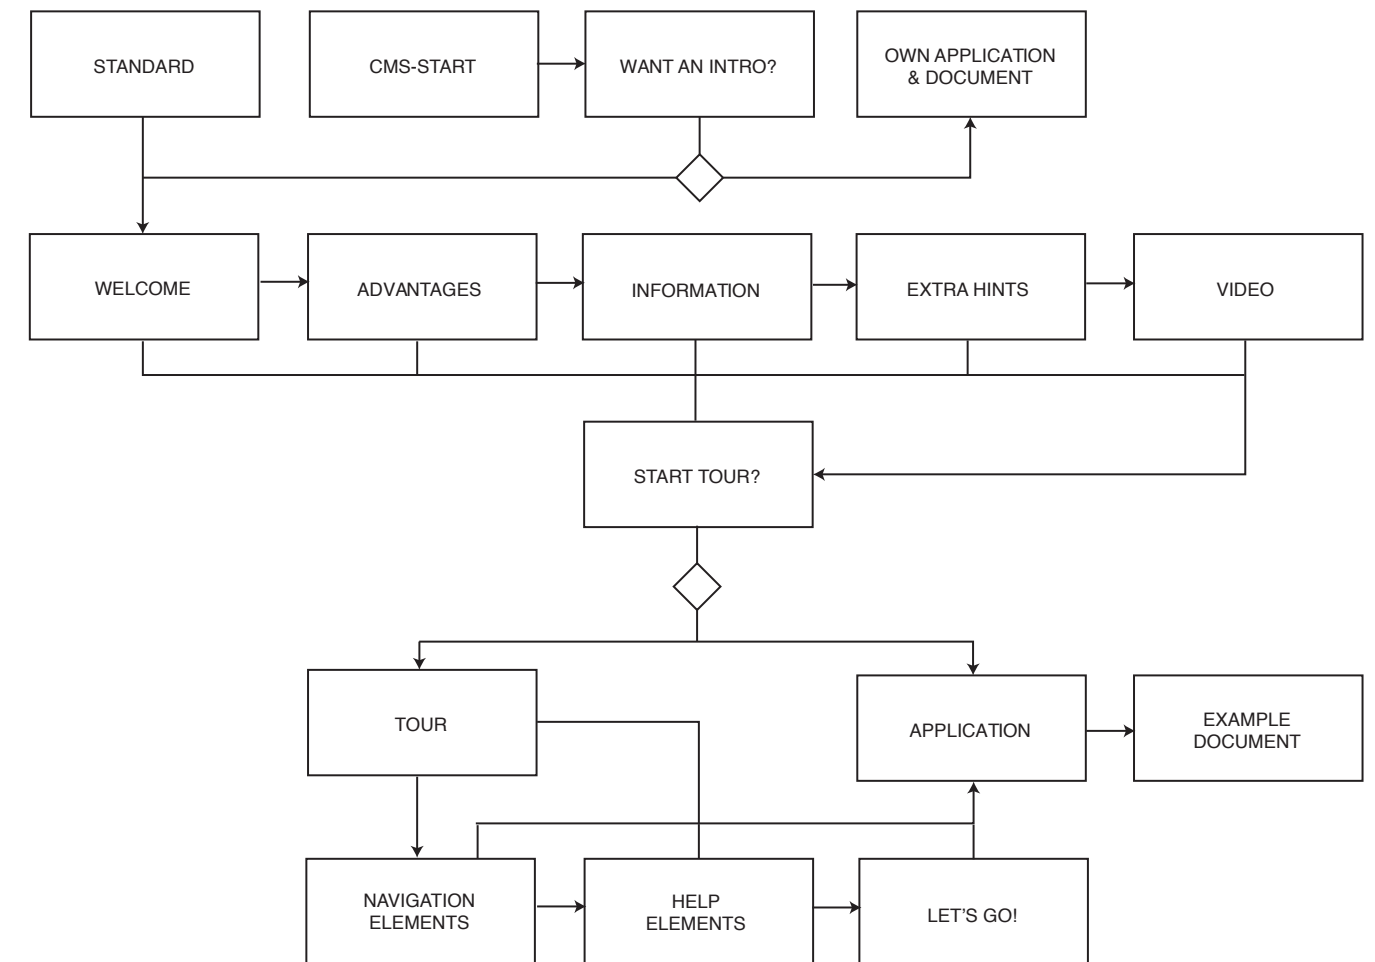 STANDARD
CMS-START
WANT AN INTRO?
OWN APPLICATION
& DOCUMENT
WELCOME
ADVANTAGES
INFORMATION
EXTRA HINTS
VIDEO
START TOUR?
TOUR
APPLICATION
EXAMPLE
DOCUMENT
NAVIGATION
ELEMENTS
HELP
ELEMENTS
LET'S GO!